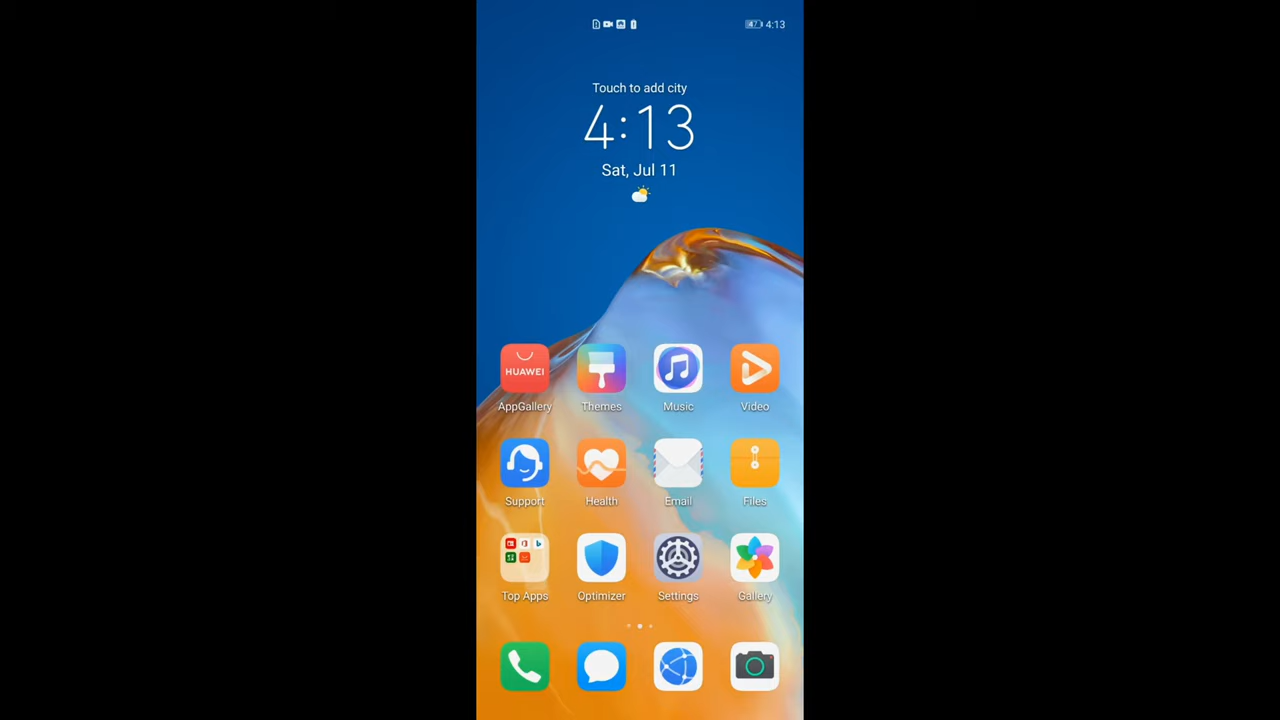 4:13
Touch to add city
4:13
Sat, Jul 11
HUAWEI
AppGallery Themes Music Video
Support Health Email Files
Top Apps Optimizer Settings Gallery